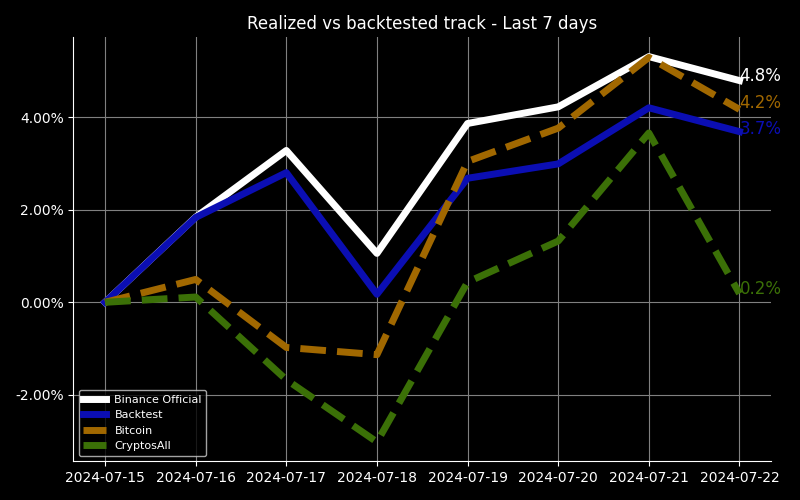 Realized vs backtested track - Last 7 days
4.8%
4.2%
3.7%
0.2%
4.00%
2.00%
0.00%
-2.00%
Binance Official
Backtest
Bitcoin
CryptosAll
2024-07-15 2024-07-16 2024-07-17 2024-07-18 2024-07-19 2024-07-20 2024-07-21 2024-07-22